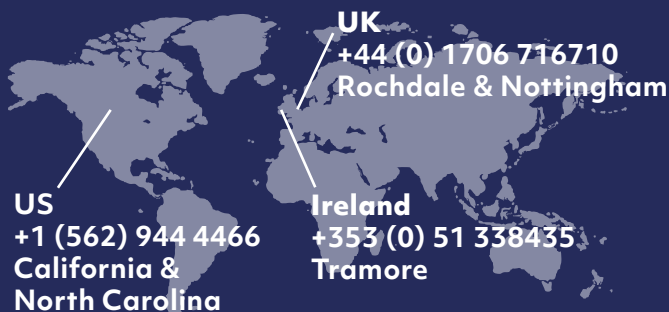 UK
+44 (0) 1706 716710
Rochdale & Nottingham
US
+1 (562) 944 4466
California &
North Carolina
Ireland
+353 (0) 51 338435
Tramore